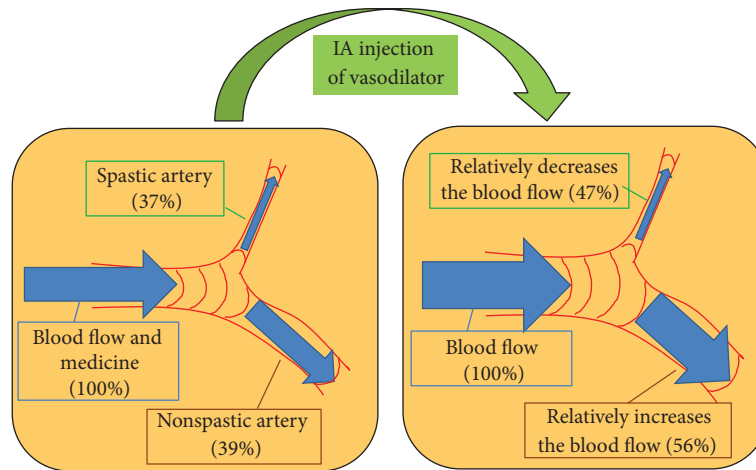 IA injection
of vasodilator
Spastic artery
(37%)
Blood flow and
medicine
(100%)
Nonspastic artery
(39%)
Relatively decreases
the blood flow (47%)
Blood flow
(100%)
Relatively increases
the blood flow (56%)